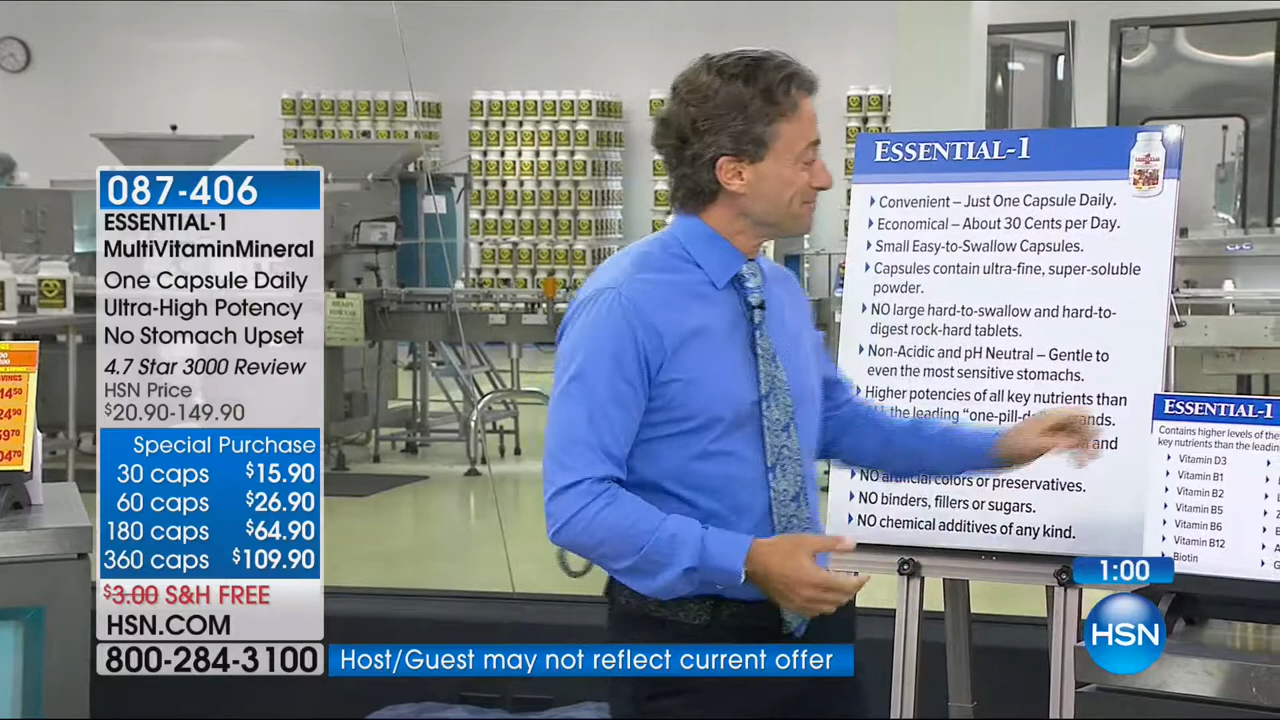 087-406
ESSENTIAL-1
MultiVitaminMineral
One Capsule Daily
Ultra-High Potency
No Stomach Upset
4.7 Star 3000 Review
HSN Price
$20.90-149.90
Special Purchase
30 caps $15.90
60 caps $26.90
180 caps $64.90
360 caps $109.90
$3.00 S&H FREE
HSN.COM
800-284-3100
Host/Guest may not reflect current offer
ESSENTIAL-1
Convenient – Just One Capsule Daily.
Economical – About 30 Cents per Day.
Small Easy-to-Swallow Capsules.
Capsules contain ultra-fine, super-soluble
powder.
NO large hard-to-swallow and hard-to-
digest rock-hard tablets.
Non-Acidic and pH Neutral – Gentle to
even the most sensitive stomachs.
Higher potencies of all key nutrients than
the leading "one-pill-
and
NO artificial colors or preservatives.
NO binders, fillers or sugars.
NO chemical additives of any kind.
ESSENTIAL-1
Contains higher levels of the
key nutrients than the leadin
Vitamin D3
Vitamin B1
Vitamin B2
Vitamin B5
Vitamin B6
Vitamin B12
Biotin
1:00
HSN